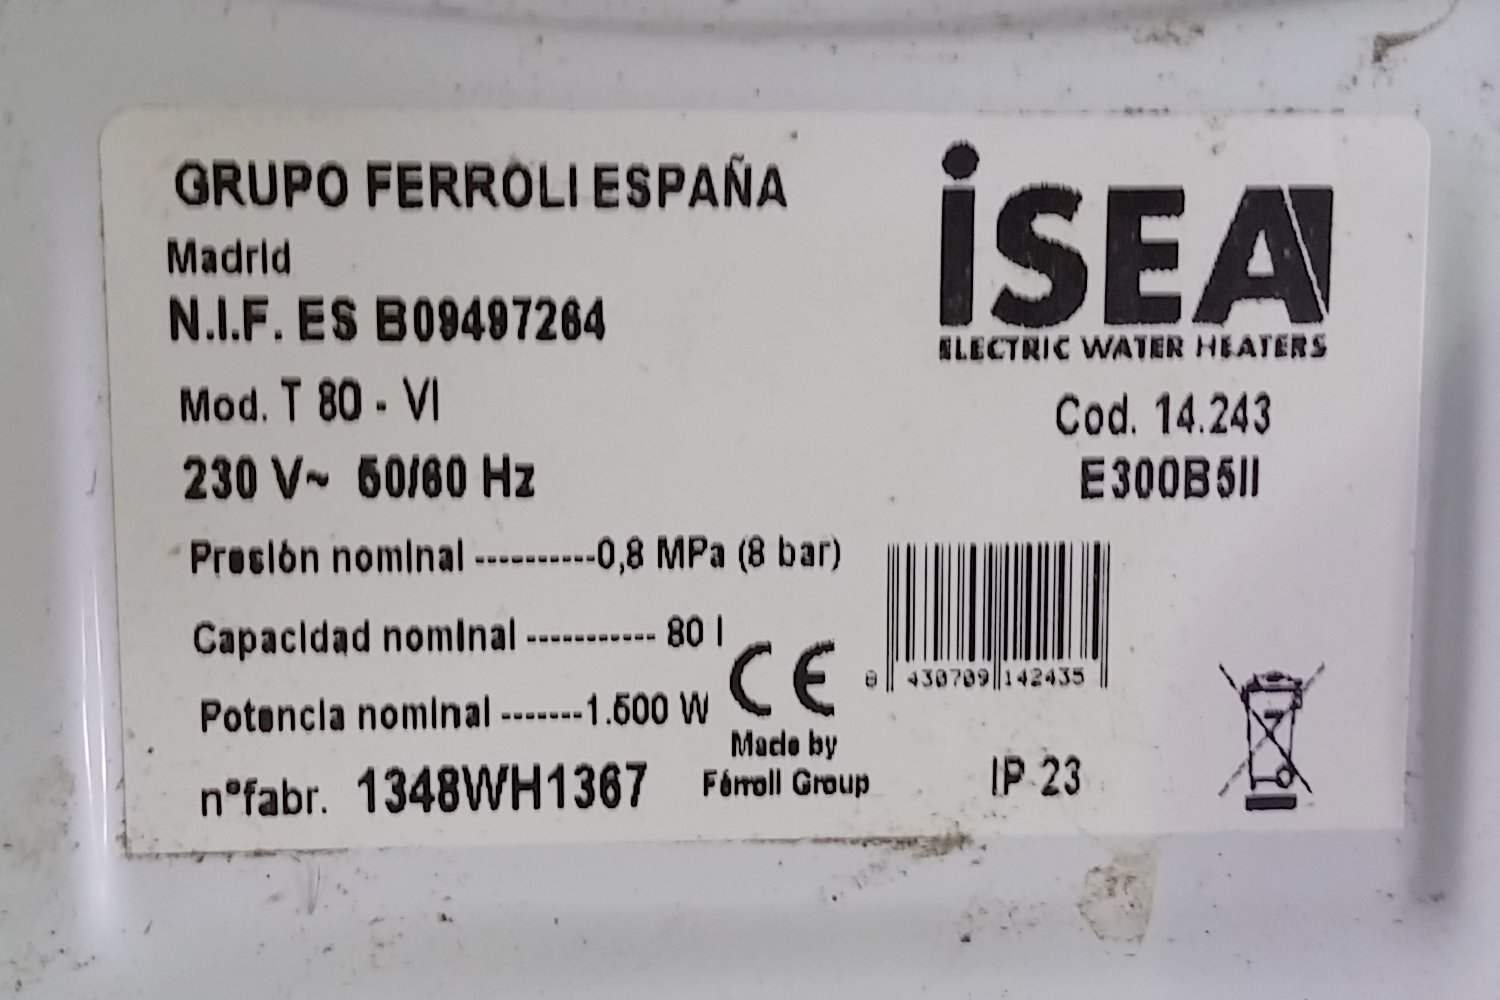 GRUPO FERROLI ESPAÑA
Madrid
N.I.F. ES B09497264
Mod. T 80 - VI
230 V~ 50/60 Hz
Presión nominal ----------0,8 MPa (8 bar)
Capacidad nominal ----------- 80 l
Potencia nominal -------1.500 W
nºfabr. 1348WH1367
CE
Made by
Ferroli Group
iSEA
ELECTRIC WATER HEATERS
Cod. 14.243
E300B5II
8 430709 142435
IP 23